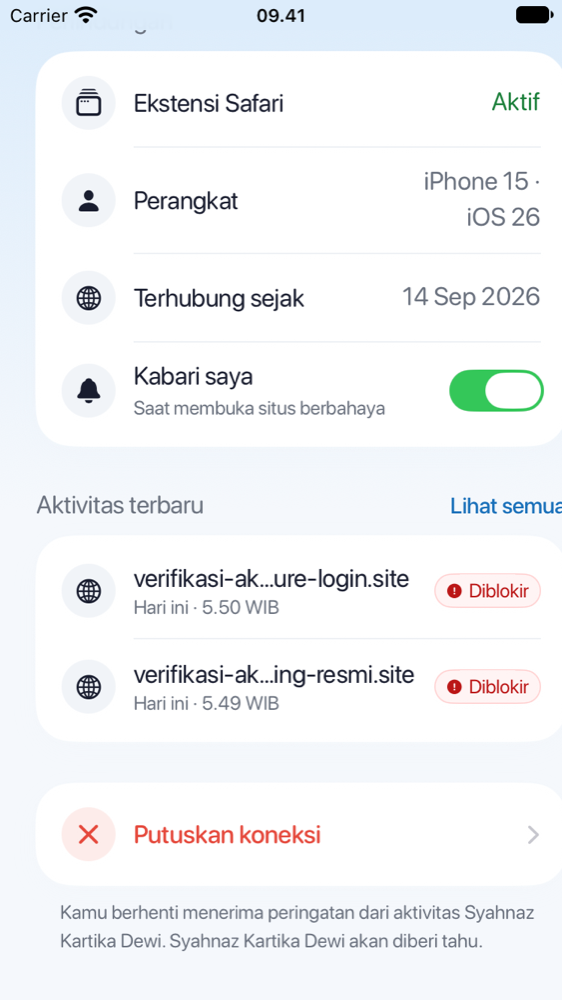 Carrier 09.41
Ekstensi Safari Aktif
Perangkat iPhone 15 ·
iOS 26
Terhubung sejak 14 Sep 2026
Kabari saya
Saat membuka situs berbahaya
Aktivitas terbaru Lihat semua
verifikasi-ak...ure-login.site Diblokir
Hari ini · 5.50 WIB
verifikasi-ak...ing-resmi.site Diblokir
Hari ini · 5.49 WIB
Putuskan koneksi
Kamu berhenti menerima peringatan dari aktivitas Syahnaz
Kartika Dewi. Syahnaz Kartika Dewi akan diberi tahu.